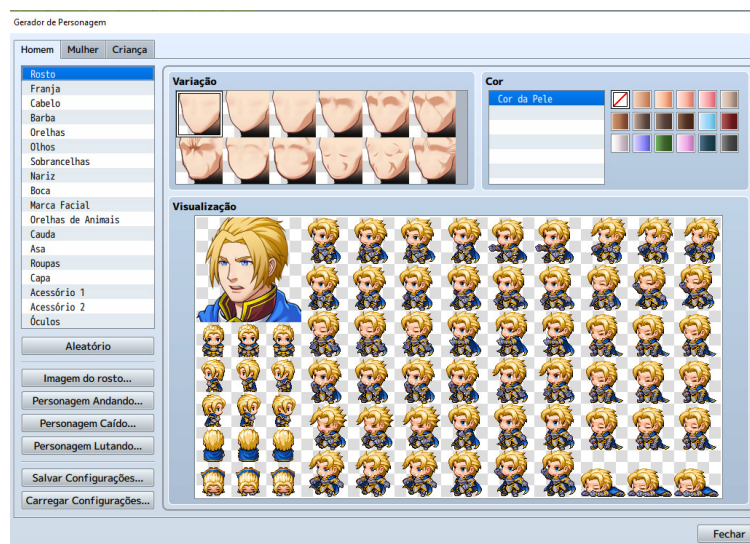 Gerador de Personagem
Homem Mulher Criança
Rosto
Franja
Cabelo
Barba
Orelhas
Olhos
Sobrancelhas
Nariz
Boca
Marca Facial
Orelhas de Animais
Cauda
Asa
Roupas
Capa
Acessório 1
Acessório 2
Óculos
Aleatório
Imagem do rosto...
Personagem Andando...
Personagem Caído...
Personagem Lutando...
Salvar Configurações...
Carregar Configurações...
Variação
Cor
Cor da Pele
Visualização
Fechar